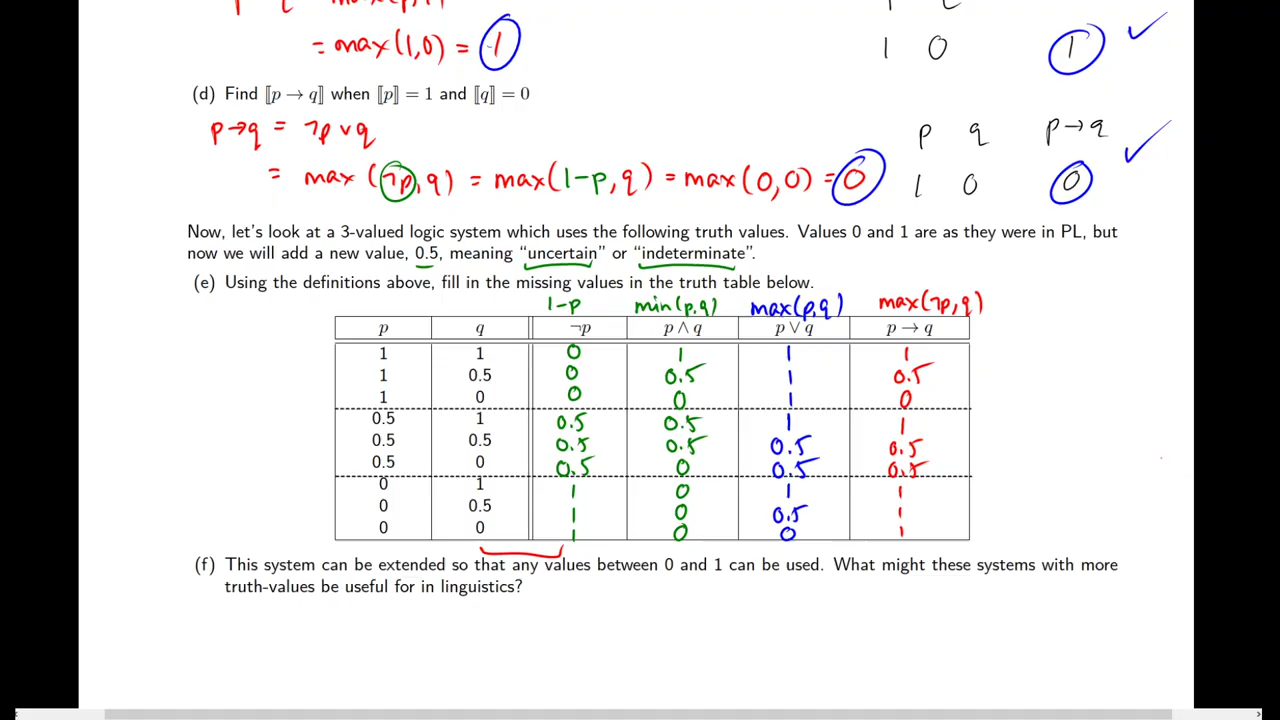 = max(1,0) = 1
1 0 1
(d) Find ⟦p → q⟧ when ⟦p⟧ = 1 and ⟦q⟧ = 0
p→q = ¬p ∨ q
p q p→q
= max (¬p, q) = max(1-p, q) = max(0,0) = 0
1 0 0
Now, let's look at a 3-valued logic system which uses the following truth values. Values 0 and 1 are as they were in PL, but
now we will add a new value, 0.5, meaning “uncertain” or “indeterminate”.
(e) Using the definitions above, fill in the missing values in the truth table below.
1-p min(p,q) max(p,q) max(¬p,q)
p q ¬p p ∧ q p ∨ q p → q
1 1 0 1 1 1
1 0.5 0 0.5 1 0.5
1 0 0 0 1 0
0.5 1 0.5 0.5 1 1
0.5 0.5 0.5 0.5 0.5 0.5
0.5 0 0.5 0 0.5 0.5
0 1 1 0 1 1
0 0.5 1 0 0.5 1
0 0 1 0 0 1
(f) This system can be extended so that any values between 0 and 1 can be used. What might these systems with more
truth-values be useful for in linguistics?